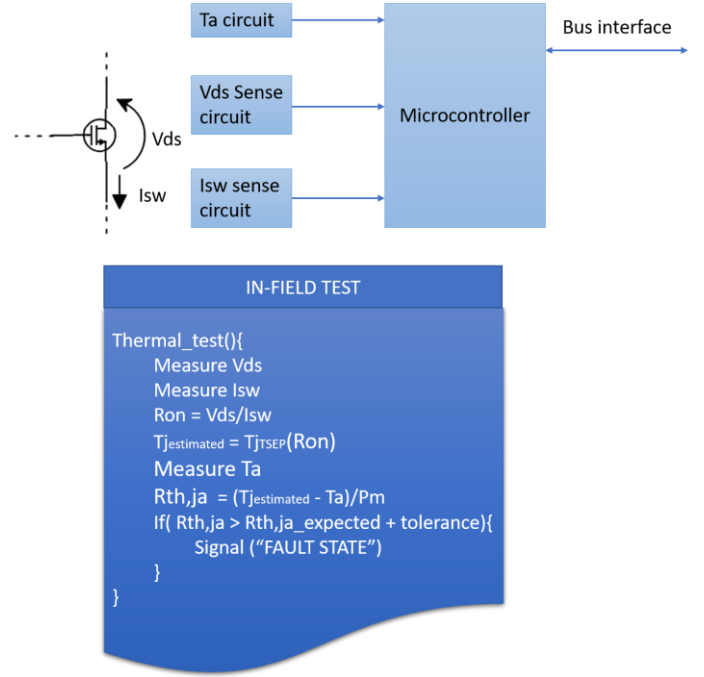 Ta circuit
Bus interface
Vds Sense
circuit
Microcontroller
Vds
Isw
Isw sense
circuit
IN-FIELD TEST
Thermal_test(){
Measure Vds
Measure Isw
Ron = Vds/Isw
Tjestimated = TjTSEP(Ron)
Measure Ta
Rth,ja = (Tjestimated - Ta)/Pm
If( Rth,ja > Rth,ja_expected + tolerance){
Signal (“FAULT STATE”)
}
}